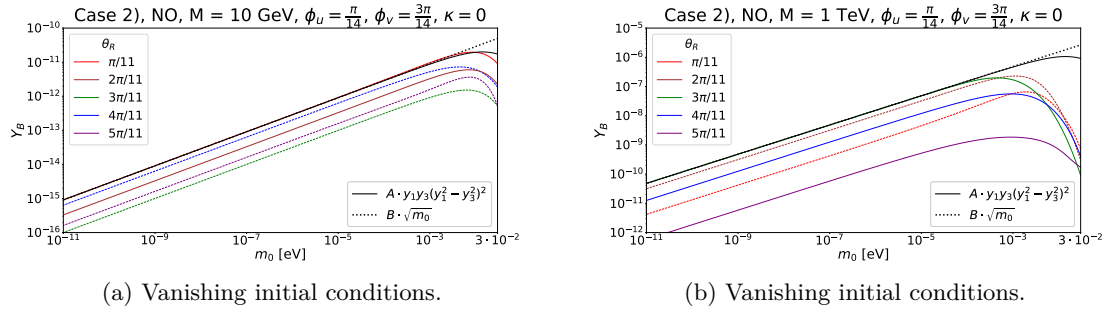 Case 2), NO, M = 10 GeV, ϕ_u = π/14, ϕ_v = 3π/14, κ = 0
Y_B
10^−10
10^−11
10^−12
10^−13
10^−14
10^−15
10^−16
θ_R
π/11
2π/11
3π/11
4π/11
5π/11
A · y_1y_3(y_1^2 − y_3^2)^2
B · √m_0
10^−11
10^−9
10^−7
10^−5
10^−3
3 · 10^−2
m_0 [eV]
(a) Vanishing initial conditions.
Case 2), NO, M = 1 TeV, ϕ_u = π/14, ϕ_v = 3π/14, κ = 0
Y_B
10^−5
10^−6
10^−7
10^−8
10^−9
10^−10
10^−11
10^−12
θ_R
π/11
2π/11
3π/11
4π/11
5π/11
A · y_1y_3(y_1^2 − y_3^2)^2
B · √m_0
10^−11
10^−9
10^−7
10^−5
10^−3
3 · 10^−2
m_0 [eV]
(b) Vanishing initial conditions.